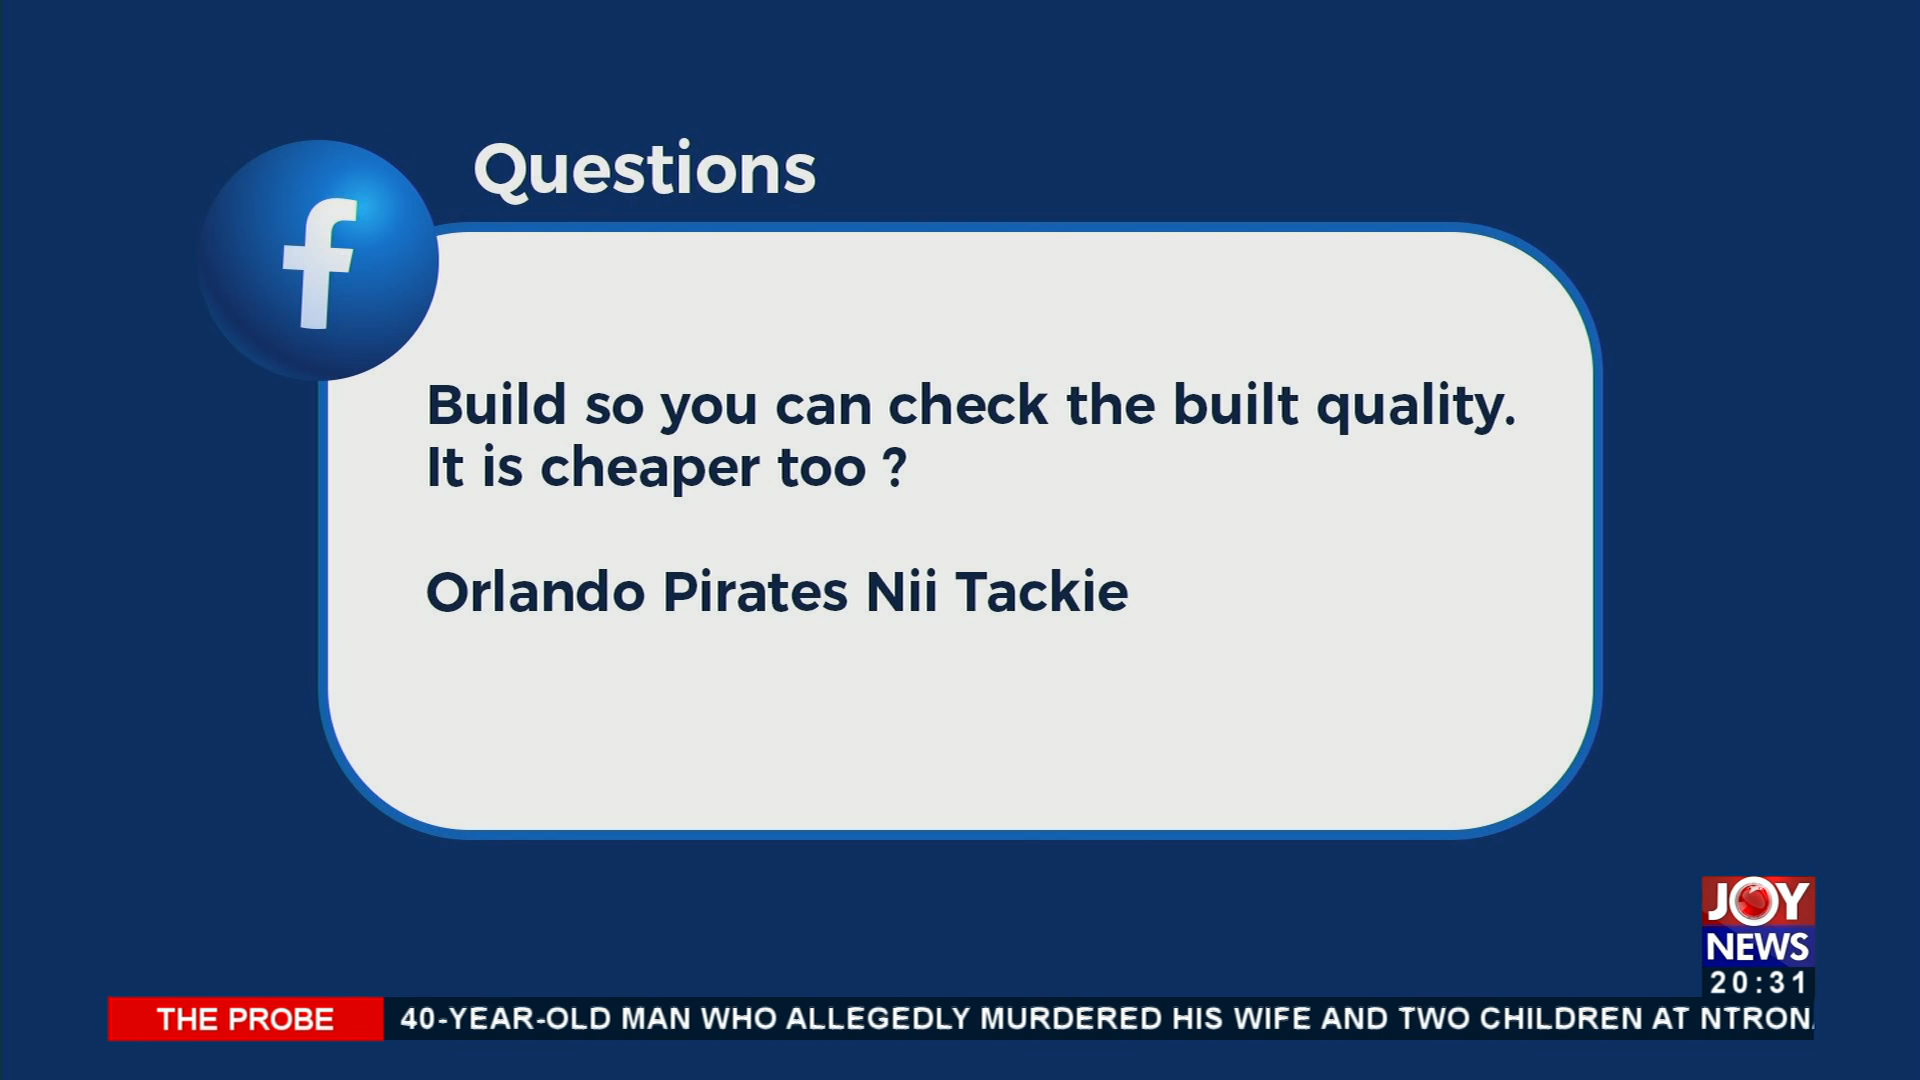 Questions
Build so you can check the built quality.
It is cheaper too ?
Orlando Pirates Nii Tackie
JOY
NEWS
20:31
THE PROBE
40-YEAR-OLD MAN WHO ALLEGEDLY MURDERED HIS WIFE AND TWO CHILDREN AT